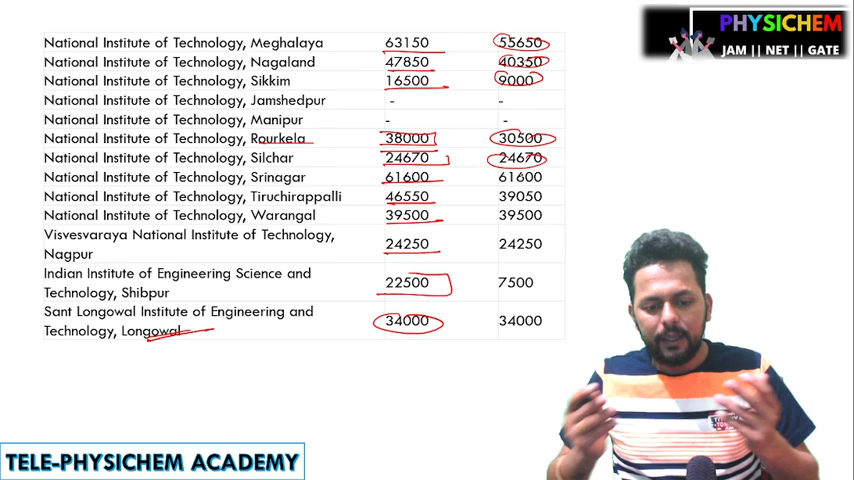 PHYSICHEM
JAM || NET || GATE
National Institute of Technology, Meghalaya 63150 55650
National Institute of Technology, Nagaland 47850 40350
National Institute of Technology, Sikkim 16500 9000
National Institute of Technology, Jamshedpur - -
National Institute of Technology, Manipur - -
National Institute of Technology, Rourkela 38000 30500
National Institute of Technology, Silchar 24670 24670
National Institute of Technology, Srinagar 61600 61600
National Institute of Technology, Tiruchirappalli 46550 39050
National Institute of Technology, Warangal 39500 39500
Visvesvaraya National Institute of Technology,
Nagpur 24250 24250
Indian Institute of Engineering Science and
Technology, Shibpur 22500 7500
Sant Longowal Institute of Engineering and
Technology, Longowal 34000 34000
TELE-PHYSICHEM ACADEMY